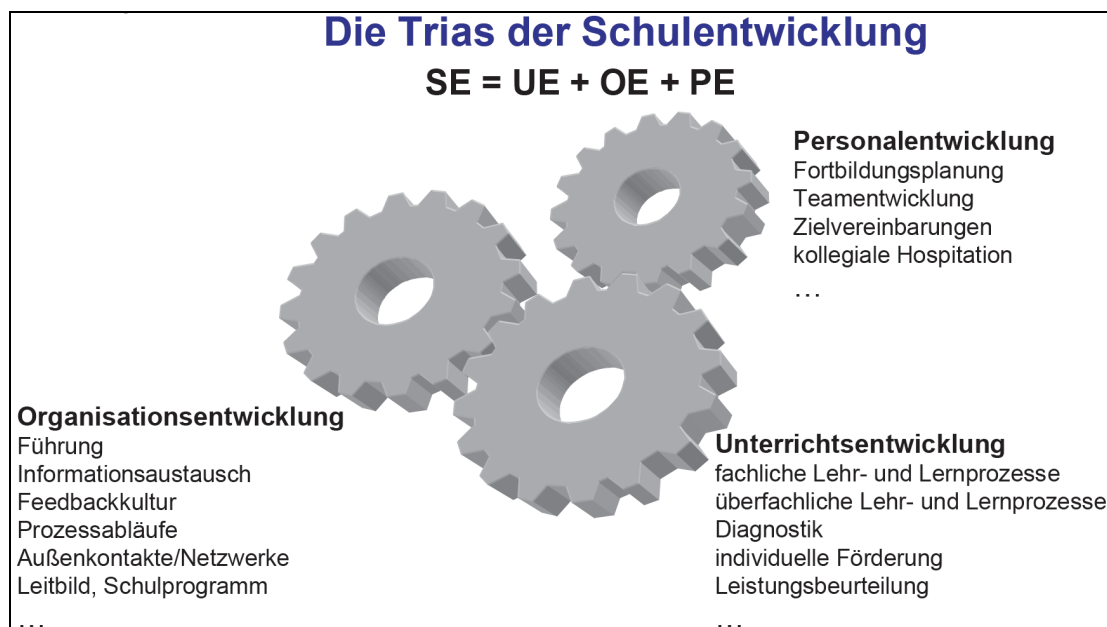 Die Trias der Schulentwicklung
SE = UE + OE + PE
Personalentwicklung
Fortbildungsplanung
Teamentwicklung
Zielvereinbarungen
kollegiale Hospitation
…
Organisationsentwicklung
Führung
Informationsaustausch
Feedbackkultur
Prozessabläufe
Außenkontakte/Netzwerke
Leitbild, Schulprogramm
…
Unterrichtsentwicklung
fachliche Lehr- und Lernprozesse
überfachliche Lehr- und Lernprozesse
Diagnostik
individuelle Förderung
Leistungsbeurteilung
…